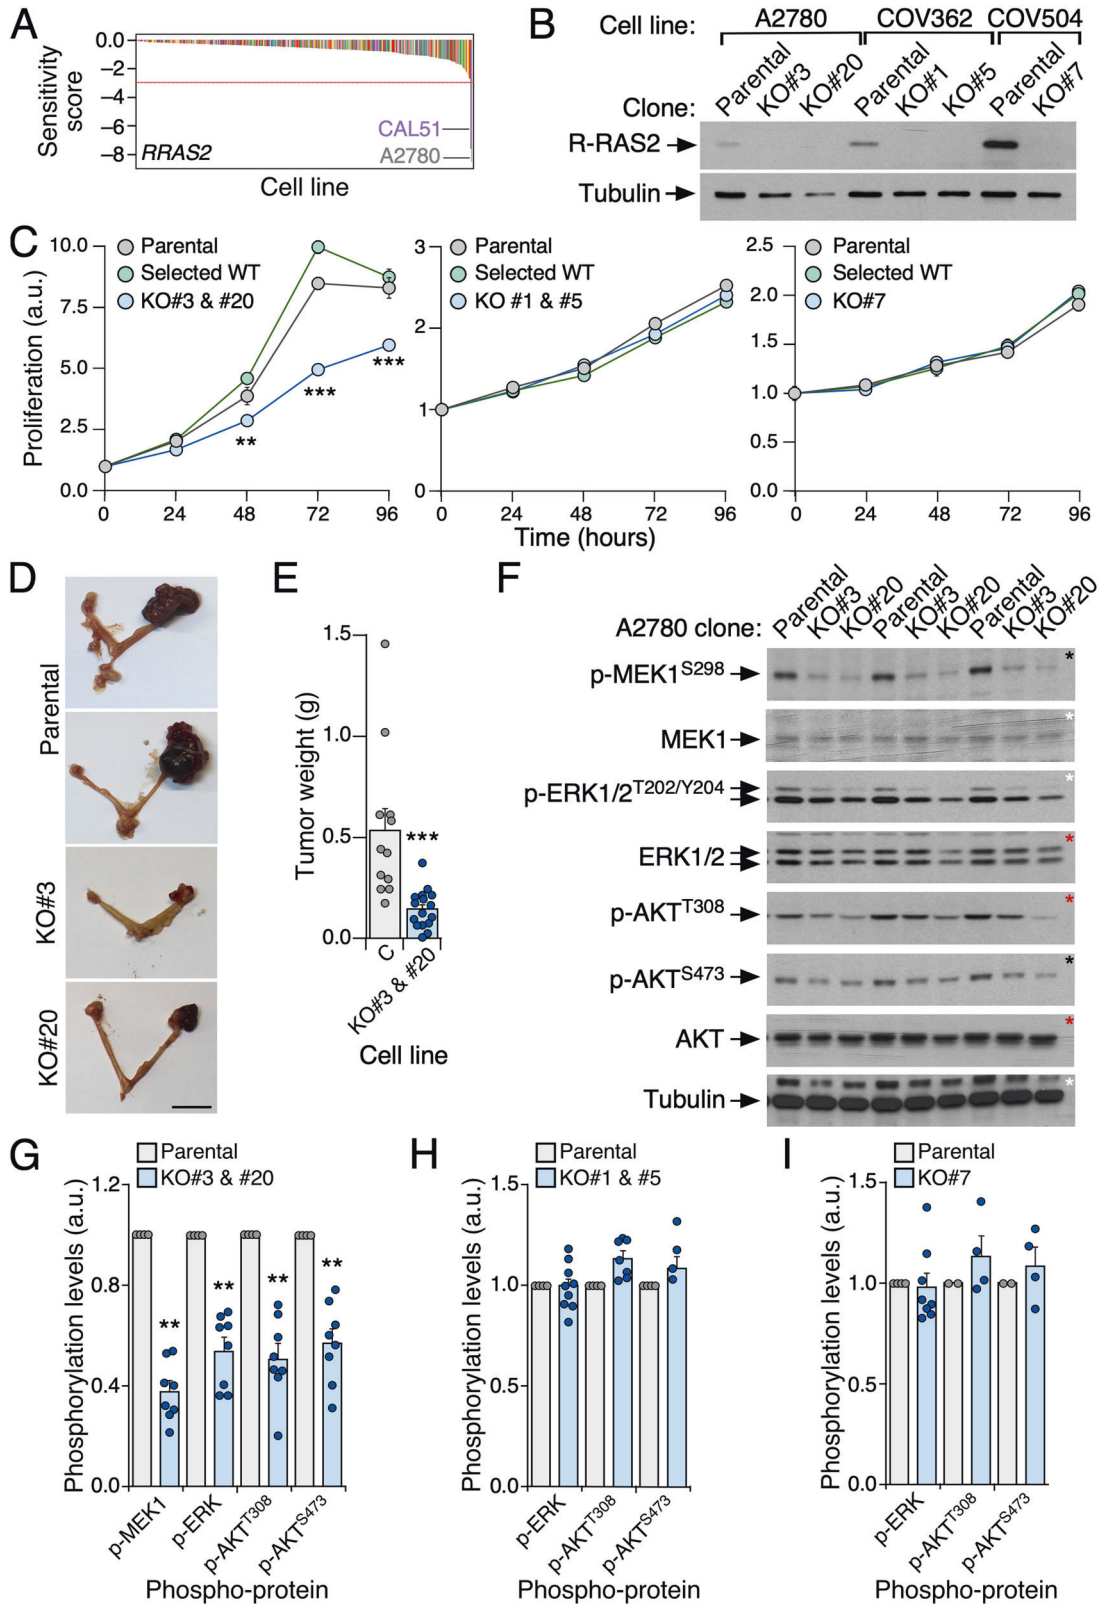 A
Sensitivity
score
0.0
−2
−4
−6
−8
CAL51
A2780
RRAS2
Cell line
B
Cell line:
A2780
COV362
COV504
Clone:
Parental
KO#3
KO#20
Parental
KO#1
KO#5
Parental
KO#7
R-RAS2
Tubulin
C
Proliferation (a.u.)
10.0
7.5
5.0
2.5
0.0
Parental
Selected WT
KO#3 & #20
**
***
***
0 24 48 72 96
3
2
1
0
Parental
Selected WT
KO #1 & #5
0 24 48 72 96
2.5
2.0
1.5
1.0
0.5
0.0
Parental
Selected WT
KO#7
0 24 48 72 96
Time (hours)
D
Parental
KO#3
KO#20
E
Tumor weight (g)
1.5
1.0
0.5
0.0
***
C
KO#3 & #20
Cell line
F
A2780 clone:
Parental
KO#3
KO#20
Parental
KO#3
KO#20
Parental
KO#3
KO#20
p-MEK1S298
*
MEK1
*
p-ERK1/2T202/Y204
*
ERK1/2
*
p-AKTT308
*
p-AKTS473
*
AKT
*
Tubulin
*
G
Parental
KO#3 & #20
Phosphorylation levels (a.u.)
1.2
0.8
0.4
0.0
**
**
**
**
p-MEK1
p-ERK
p-AKTT308
p-AKTS473
Phospho-protein
H
Parental
KO#1 & #5
Phosphorylation levels (a.u.)
1.5
1.0
0.5
0.0
p-ERK
p-AKTT308
p-AKTS473
Phospho-protein
I
Parental
KO#7
Phosphorylation levels (a.u.)
1.5
1.0
0.5
0.0
p-ERK
p-AKTT308
p-AKTS473
Phospho-protein